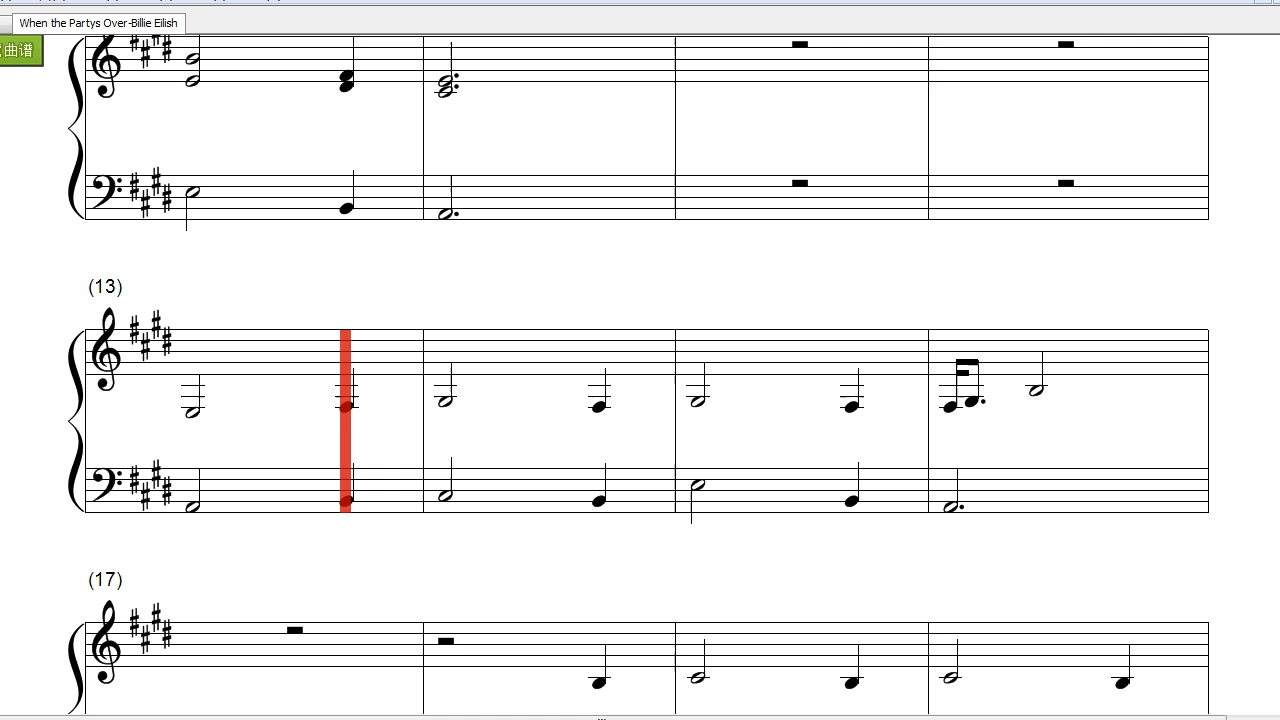 When the Partys Over-Billie Eilish
曲谱
(13)
(17)